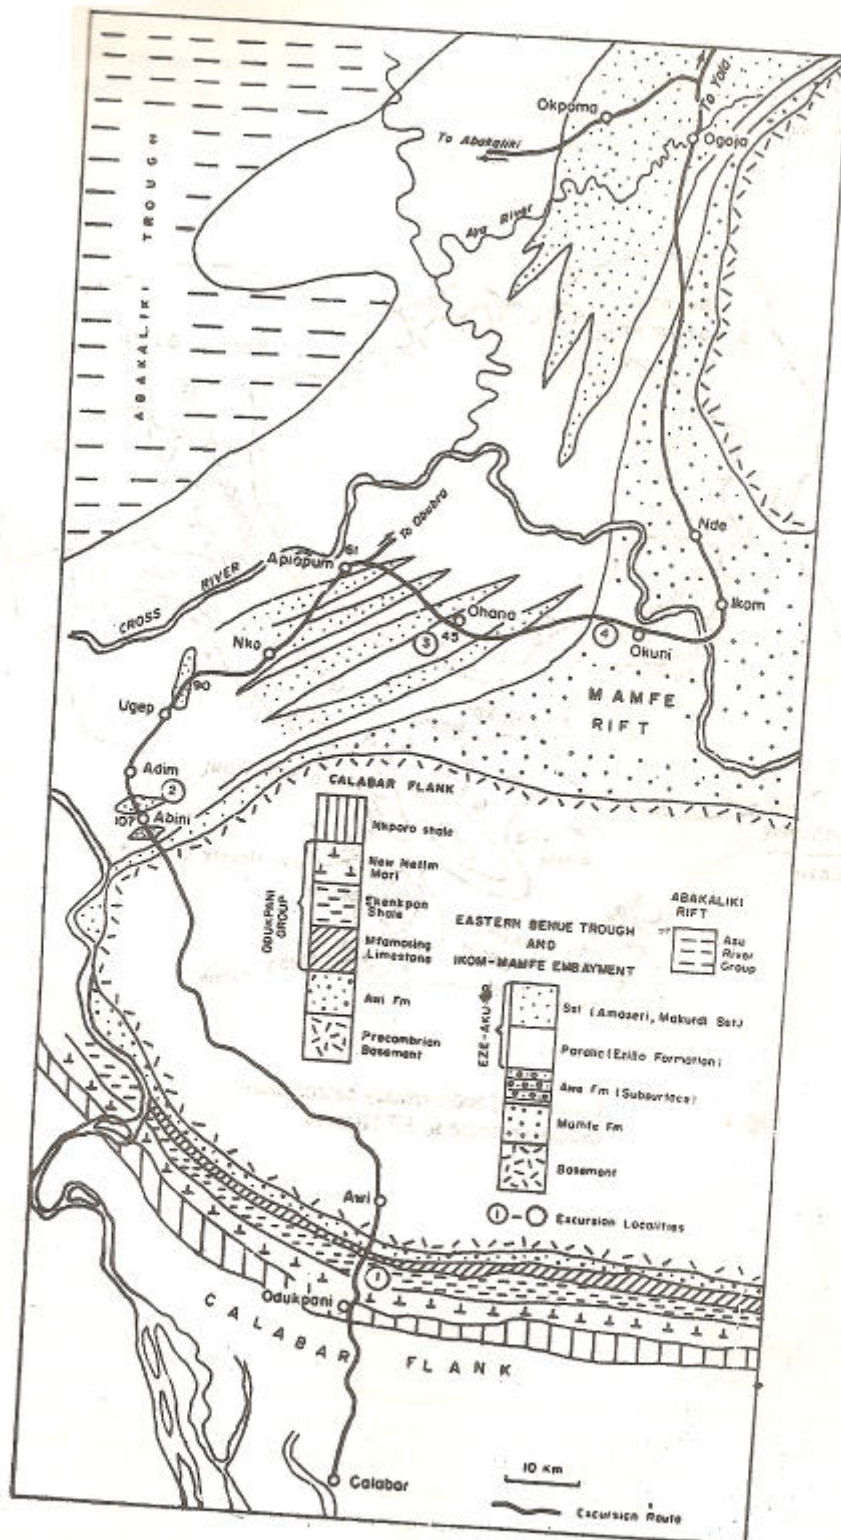 ABAKALIKI TROUGH
Okpoma
To Yola
To Abakaliki
Ogoja
Aya River
Nde
To Obubra
Apiapum
61
CROSS RIVER
Ikom
Ohana
45
3
4
Okuni
Nko
90
Ugep
MAMFE
RIFT
Adim
2
107
Abini
CALABAR FLANK
Nkporo shale
New Netim
Marl
Ekenkpan
Shale
Mfamosing
Limestone
ODUKPANI
GROUP
Awi Fm
Precambrian
Basement
EASTERN BENUE TROUGH
AND
IKOM-MAMFE EMBAYMENT
ABAKALIKI
RIFT
Asu
River
Group
EZE-AKU GP
Sst (Amaseri, Makurdi Sst)
Paralic (Eziło Formation)
Awe Fm (Subsurface)
Mamfe Fm
Basement
1 - Excursion Localities
Awi
1
Odukpani
CALABAR FLANK
Calabar
10 Km
Excursion Route